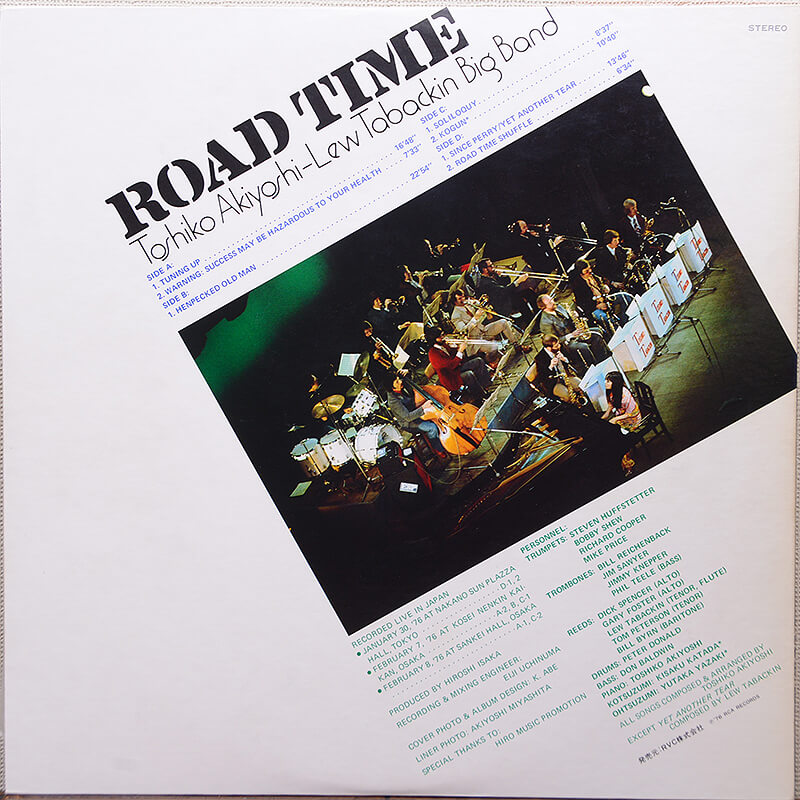 STEREO
ROAD TIME
Toshiko Akiyoshi-Lew Tabackin Big Band
SIDE A:
1. TUNING UP 16'48"
2. WARNING: SUCCESS MAY BE HAZARDOUS TO YOUR HEALTH 7'33"
SIDE B:
1. HENPECKED OLD MAN 22'54"
SIDE C:
1. SOLILOQUY 8'37"
2. KOGUN* 10'40"
SIDE D:
1. SINCE PERRY/YET ANOTHER TEAR 13'46"
2. ROAD TIME SHUFFLE 6'34"
RECORDED LIVE IN JAPAN
● JANUARY 30, '76 AT NAKANO SUN PLAZZA
HALL, TOKYO D-1, 2
● FEBRUARY 7, '76 AT KOSEI NENKIN KAI-
KAN, OSAKA A-2, B, C-1
● FEBRUARY 8, '76 AT SANKEI HALL, OSAKA
A-1, C-2
PRODUCED BY HIROSHI ISAKA
RECORDING & MIXING ENGINEER:
EIJI UCHINUMA
COVER PHOTO & ALBUM DESIGN: K. ABE
LINER PHOTO: AKIYOSHI MIYASHITA
SPECIAL THANKS TO:
HIRO MUSIC PROMOTION
PERSONNEL:
TRUMPETS: STEVEN HUFFSTETTER
BOBBY SHEW
RICHARD COOPER
MIKE PRICE
TROMBONES: BILL REICHENBACK
JIM SAWYER
JIMMY KNEPPER
PHIL TEELE (BASS)
REEDS: DICK SPENCER (ALTO)
GARY FOSTER (ALTO)
LEW TABACKIN (TENOR, FLUTE)
TOM PETERSON (TENOR)
BILL BYRN (BARITONE)
DRUMS: PETER DONALD
BASS: DON BALDWIN
PIANO: TOSHIKO AKIYOSHI
KOTSUZUMI: KISAKU KATADA*
OHTSUZUMI: YUTAKA YAZAKI*
ALL SONGS COMPOSED & ARRANGED BY
TOSHIKO AKIYOSHI
EXCEPT YET ANOTHER TEAR
COMPOSED BY LEW TABACKIN
発売元: RVC株式会社 ℗'76 RCA RECORDS